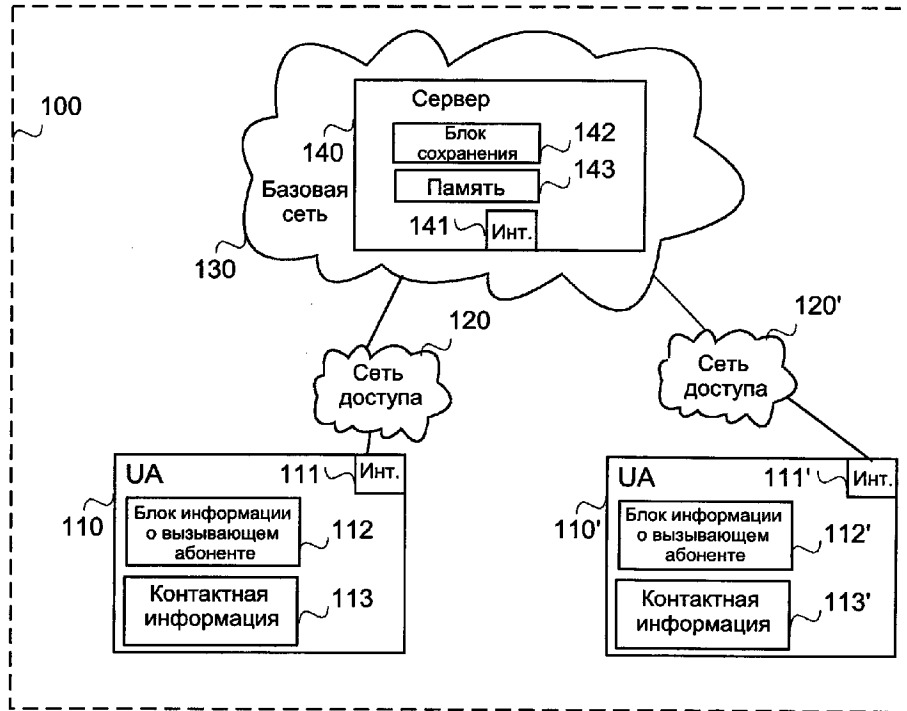 100
Сервер
140
Блок
сохранения
142
Память
143
Базовая
сеть
141
Инт.
130
120
Сеть
доступа
120'
Сеть
доступа
UA
111
Инт.
110
Блок информации
о вызывающем
абоненте
112
Контактная
информация
113
UA
111'
Инт.
110'
Блок информации
о вызывающем
абоненте
112'
Контактная
информация
113'